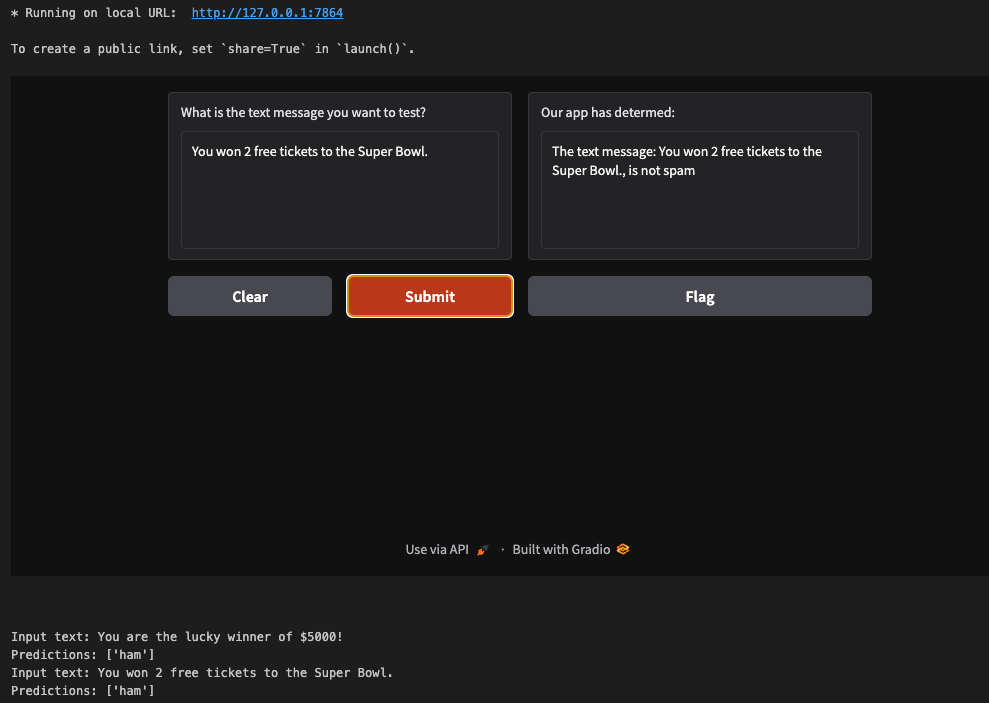 * Running on local URL:  http://127.0.0.1:7864
To create a public link, set `share=True` in `launch()`.
What is the text message you want to test?
You won 2 free tickets to the Super Bowl.
Our app has determed:
The text message: You won 2 free tickets to the
Super Bowl., is not spam
Clear
Submit
Flag
Use via API · Built with Gradio
Input text: You are the lucky winner of $5000!
Predictions: ['ham']
Input text: You won 2 free tickets to the Super Bowl.
Predictions: ['ham']